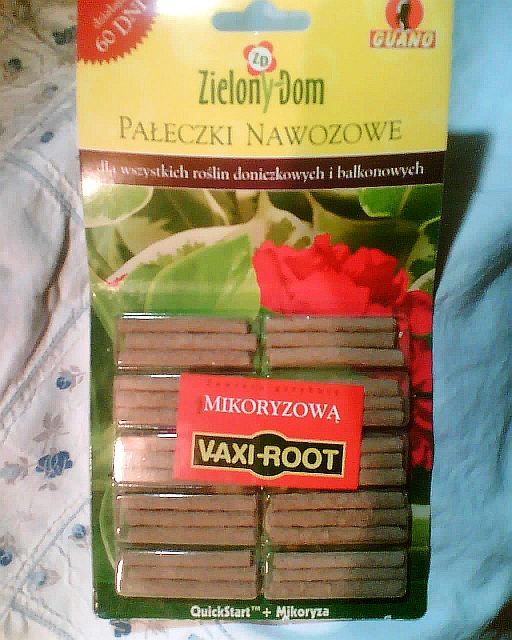 60 DNI
GUANO
ZD
Zielony Dom
PAŁECZKI NAWOZOWE
dla wszystkich roślin doniczkowych i balkonowych
MIKORYZOWĄ
VAXI-ROOT
QuickStart™ + Mikoryza